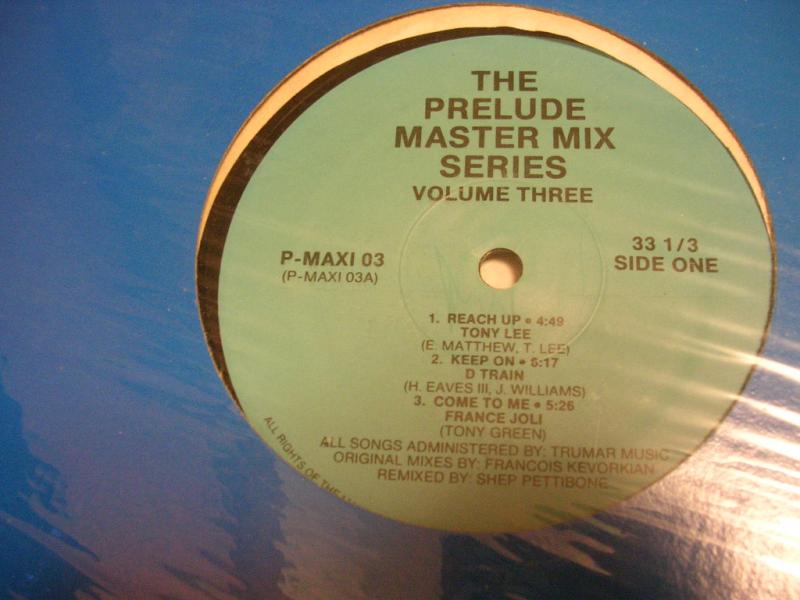 THE
PRELUDE
MASTER MIX
SERIES
VOLUME THREE
P-MAXI 03
(P-MAXI 03A)
33 1/3
SIDE ONE
1. REACH UP • 4:49
TONY LEE
(E. MATTHEW, T. LEE)
2. KEEP ON • 5:17
D TRAIN
(H. EAVES III, J. WILLIAMS)
3. COME TO ME • 5:26
FRANCE JOLI
(TONY GREEN)
ALL SONGS ADMINISTERED BY: TRUMAR MUSIC
ORIGINAL MIXES BY: FRANCOIS KEVORKIAN
REMIXED BY: SHEP PETTIBONE
ALL RIGHTS OF THE